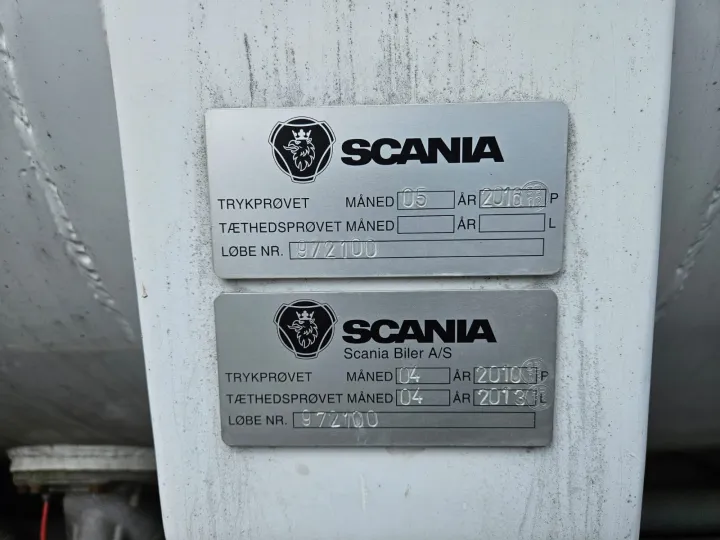 SCANIA
TRYKPRØVET MÅNED 05 ÅR 2016 P
TÆTHEDSPRØVET MÅNED ÅR L
LØBE NR. 972100
SCANIA
Scania Biler A/S
TRYKPRØVET MÅNED 04 ÅR 2010 P
TÆTHEDSPRØVET MÅNED 04 ÅR 2013 L
LØBE NR. 972100